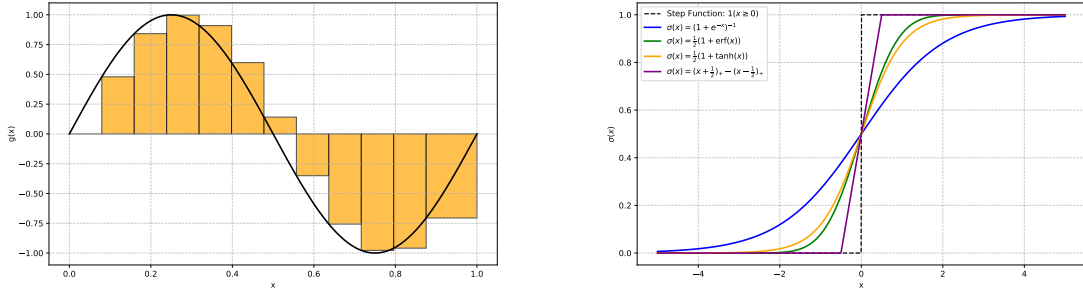 1.00
0.75
0.50
0.25
0.00
−0.25
−0.50
−0.75
−1.00
g(x)
0.0
0.2
0.4
0.6
0.8
1.0
x
1.0
0.8
0.6
0.4
0.2
0.0
σ(x)
Step Function: 1(x ≥ 0)
σ(x) = (1 + e⁻ˣ)⁻¹
σ(x) = ½(1 + erf(x))
σ(x) = ½(1 + tanh(x))
σ(x) = (x + ½)₊ − (x − ½)₊
−4
−2
0
2
4
x